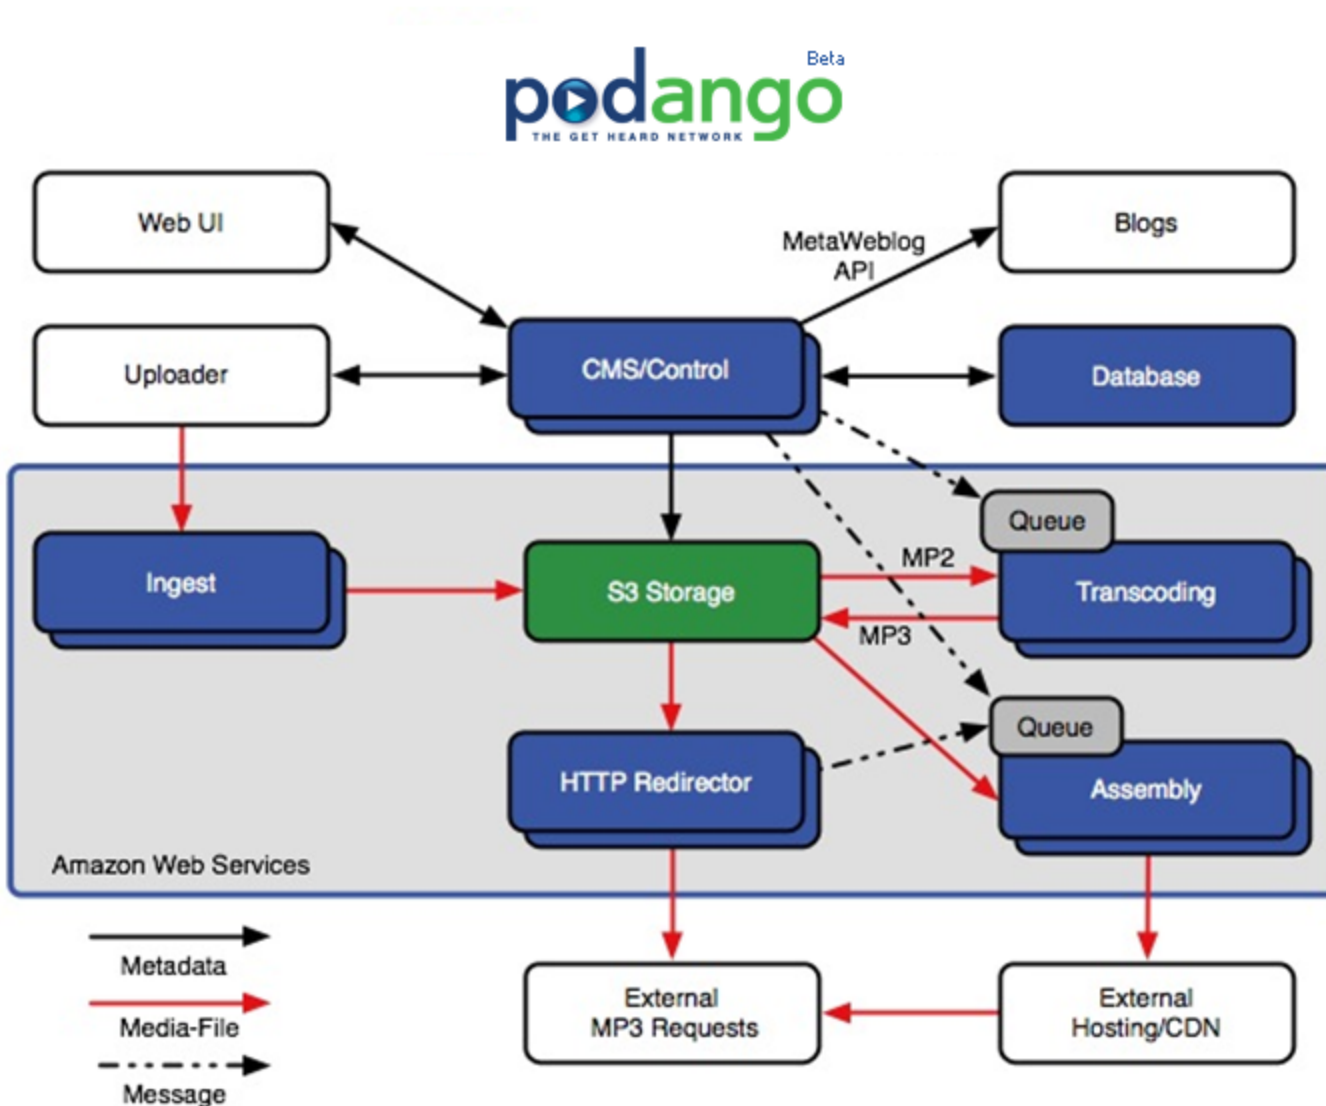 Beta
podango
THE GET HEARD NETWORK
Web UI
MetaWeblog
API
Blogs
Uploader
CMS/Control
Database
Queue
Ingest
S3 Storage
MP2
MP3
Transcoding
Queue
HTTP Redirector
Assembly
Amazon Web Services
Metadata
Media-File
Message
External
MP3 Requests
External
Hosting/CDN